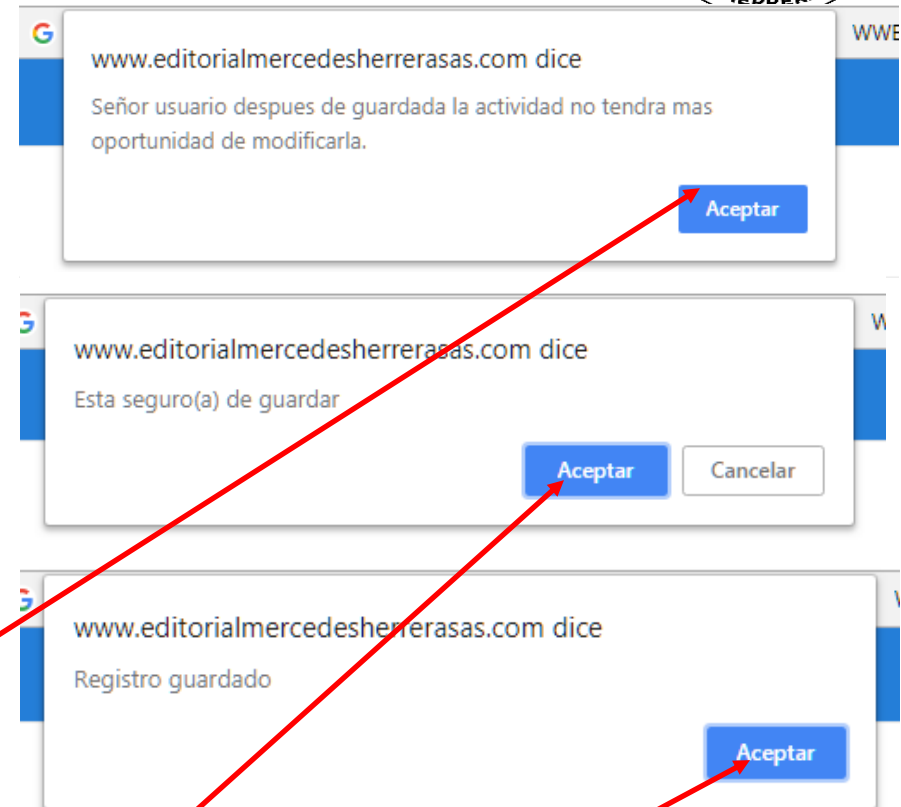 WWE
www.editorialmercedesherrerasas.com dice
Señor usuario despues de guardada la actividad no tendra mas
oportunidad de modificarla.
Aceptar
www.editorialmercedesherrerasas.com dice
Esta seguro(a) de guardar
Aceptar Cancelar
www.editorialmercedesherrerasas.com dice
Registro guardado
Aceptar